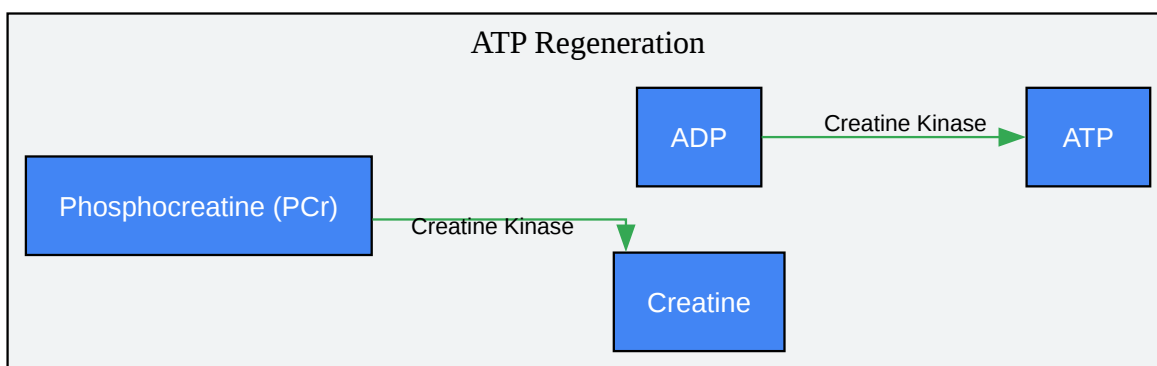 ATP Regeneration
ADP
Creatine Kinase
ATP
Phosphocreatine (PCr)
Creatine Kinase
Creatine